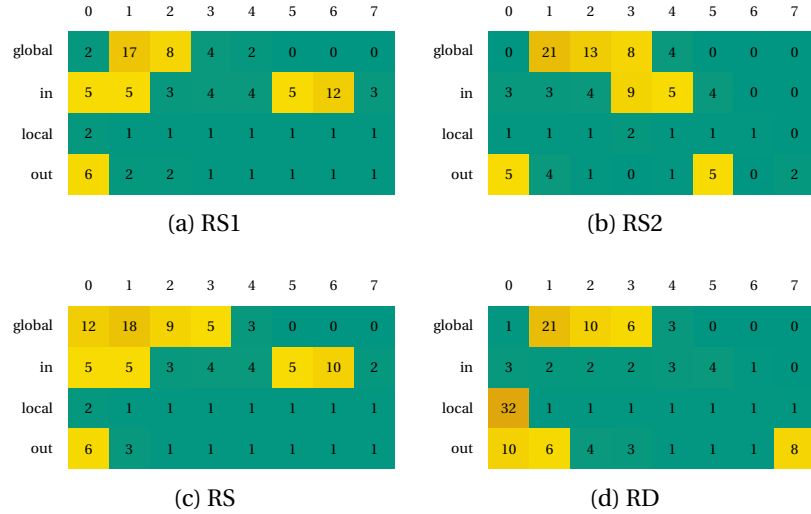 0 1 2 3 4 5 6 7
global 2 17 8 4 2 0 0 0
in 5 5 3 4 4 5 12 3
local 2 1 1 1 1 1 1 1
out 6 2 2 1 1 1 1 1
(a) RS1
0 1 2 3 4 5 6 7
global 0 21 13 8 4 0 0 0
in 3 3 4 9 5 4 0 0
local 1 1 1 2 1 1 1 0
out 5 4 1 0 1 5 0 2
(b) RS2
0 1 2 3 4 5 6 7
global 12 18 9 5 3 0 0 0
in 5 5 3 4 4 5 10 2
local 2 1 1 1 1 1 1 1
out 6 3 1 1 1 1 1 1
(c) RS
0 1 2 3 4 5 6 7
global 1 21 10 6 3 0 0 0
in 3 2 2 2 3 4 1 0
local 32 1 1 1 1 1 1 1
out 10 6 4 3 1 1 1 8
(d) RD